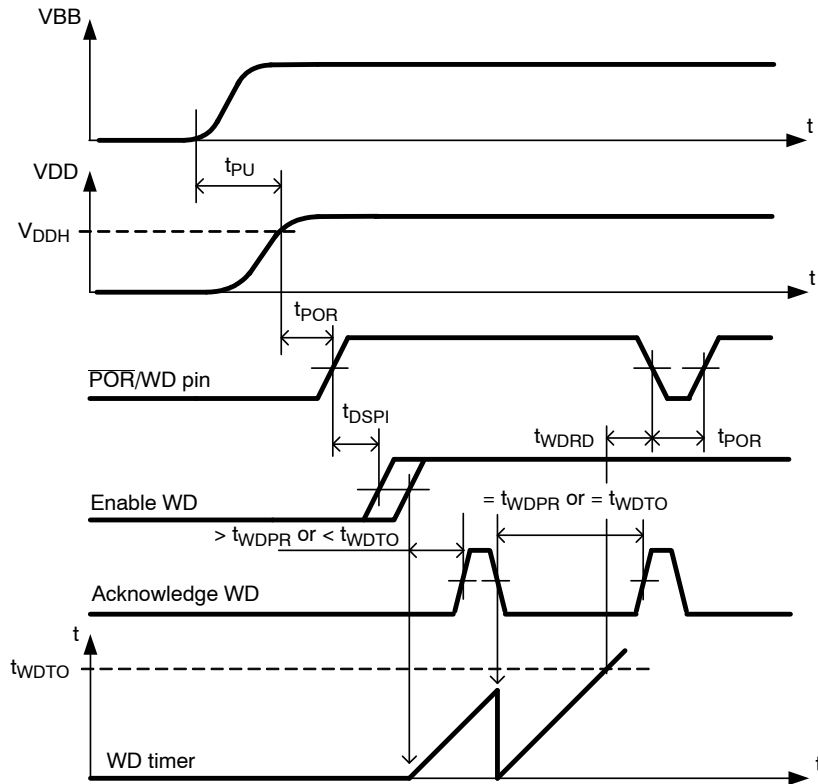 VBB
t
tPU
VDD
VDDH
t
tPOR
POR/WD pin
tDSPI
tWDRD
tPOR
Enable WD
> tWDPR or < tWDTO
= tWDPR or = tWDTO
Acknowledge WD
t
tWDTO
WD timer
t